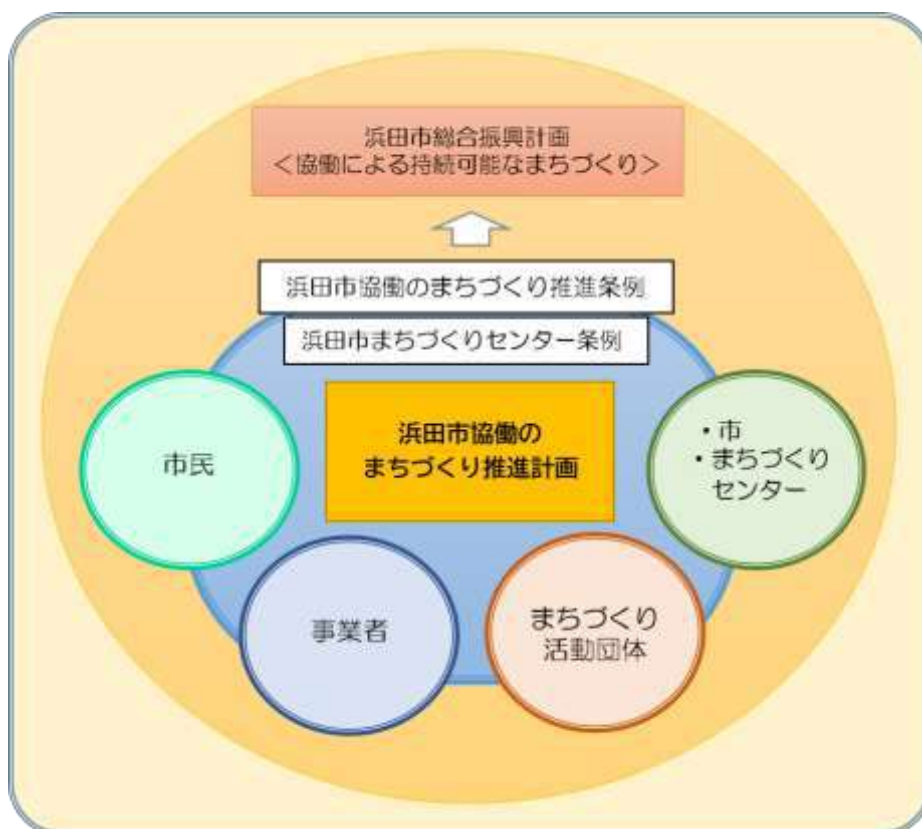 浜田市総合振興計画
＜協働による持続可能なまちづくり＞
浜田市協働のまちづくり推進条例
浜田市まちづくりセンター条例
浜田市協働の
まちづくり推進計画
市民
・市
・まちづくり
センター
事業者
まちづくり
活動団体